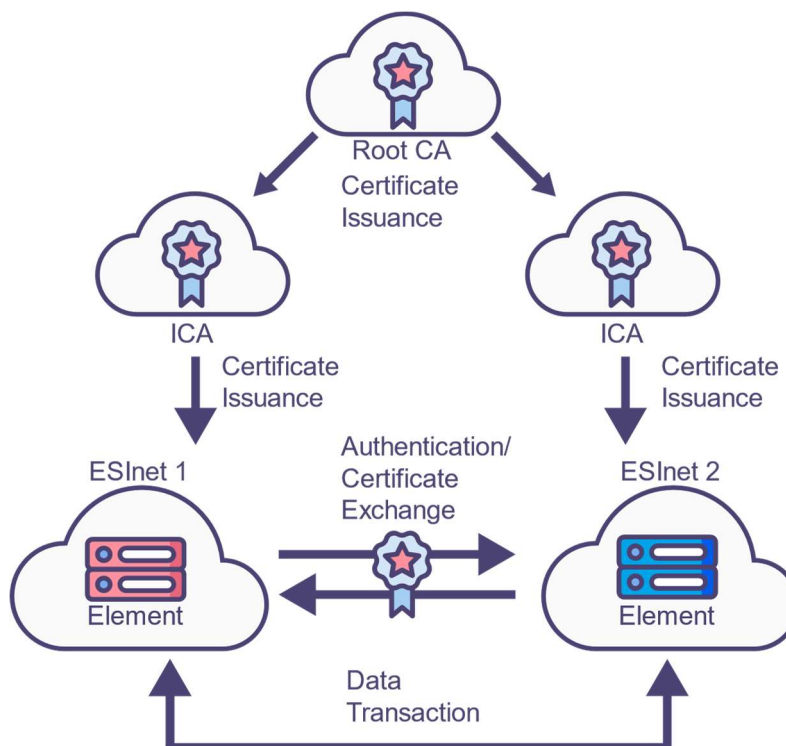 Root CA
Certificate
Issuance
ICA
ICA
Certificate
Issuance
Certificate
Issuance
ESInet 1
Authentication/
Certificate
Exchange
ESInet 2
Element
Element
Data
Transaction